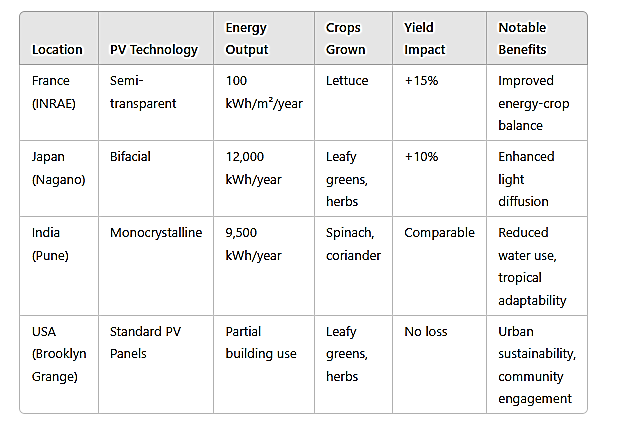 Location PV Technology Energy Output Crops Grown Yield Impact Notable Benefits
France (INRAE) Semi-transparent 100 kWh/m²/year Lettuce +15% Improved energy-crop balance
Japan (Nagano) Bifacial 12,000 kWh/year Leafy greens, herbs +10% Enhanced light diffusion
India (Pune) Monocrystalline 9,500 kWh/year Spinach, coriander Comparable Reduced water use, tropical adaptability
USA (Brooklyn Grange) Standard PV Panels Partial building use Leafy greens, herbs No loss Urban sustainability, community engagement